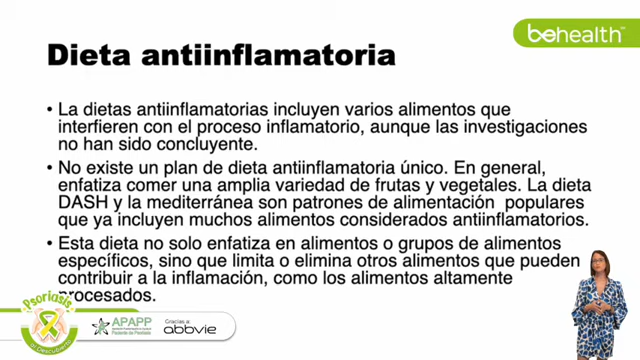 behealth
Dieta antiinflamatoria
• La dietas antiinflamatorias incluyen varios alimentos que
interfieren con el proceso inflamatorio, aunque las investigaciones
no han sido concluyente.
• No existe un plan de dieta antiinflamatoria único. En general,
enfatiza comer una amplia variedad de frutas y vegetales. La dieta
DASH y la mediterránea son patrones de alimentación populares
que ya incluyen muchos alimentos considerados antiinflamatorios.
• Esta dieta no solo enfatiza en alimentos o grupos de alimentos
específicos, sino que limita o elimina otros alimentos que pueden
contribuir a la inflamación, como los alimentos altamente
procesados.
Psoriasis
al Descubierto
APAPP
Gracias a:
abbvie